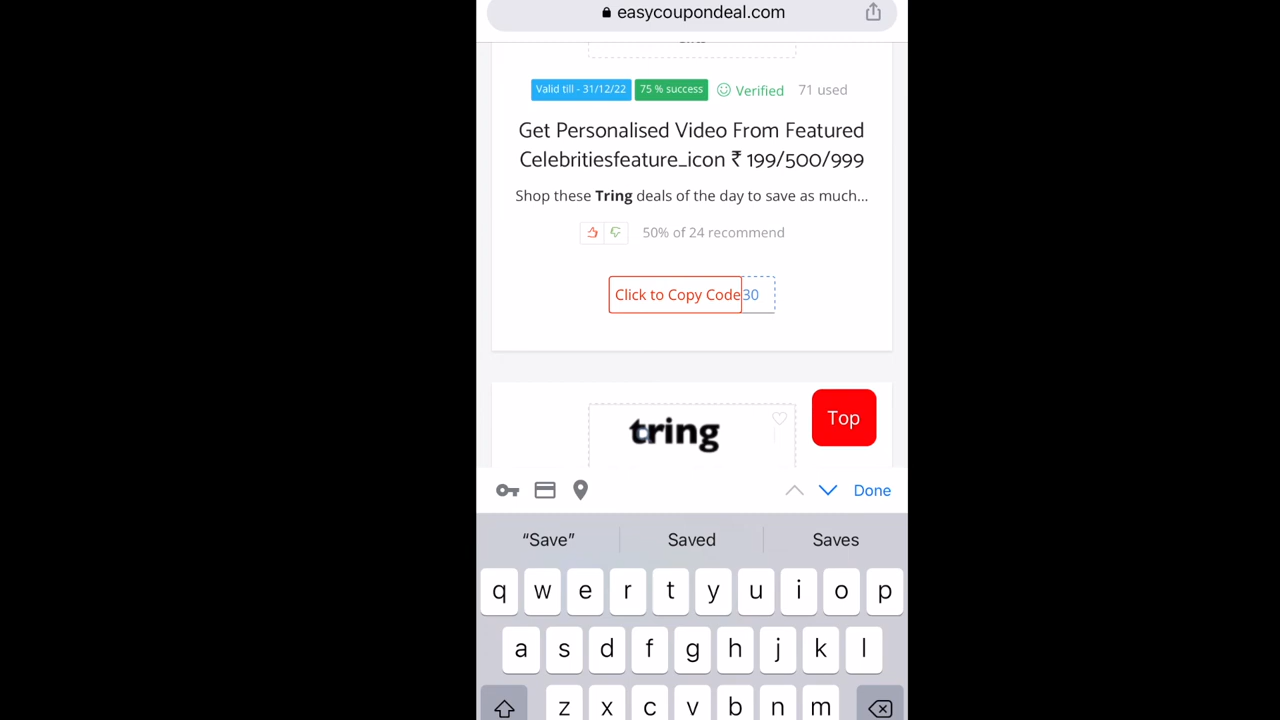 easycoupondeal.com
Valid till - 31/12/22 75 % success Verified 71 used
Get Personalised Video From Featured
Celebritiesfeature_icon ₹ 199/500/999
Shop these Tring deals of the day to save as much...
50% of 24 recommend
Click to Copy Code 30
tring
Top
Done
“Save” Saved Saves
q w e r t y u i o p
a s d f g h j k l
z x c v b n m